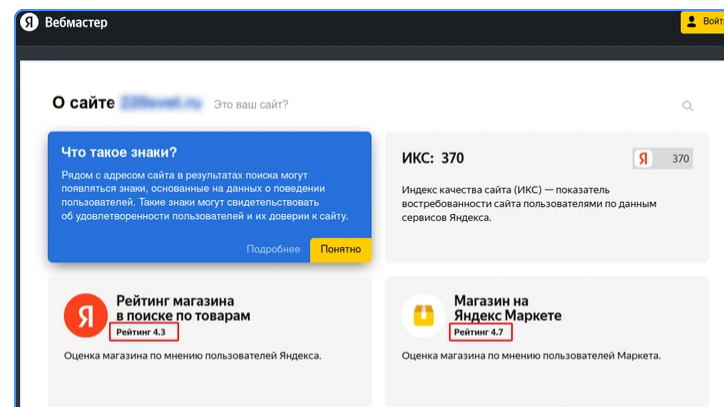 Я Вебмастер
Войт
О сайте
Это ваш сайт?
Что такое знаки?
Рядом с адресом сайта в результатах поиска могут
появляться знаки, основанные на данных о поведении
пользователей. Такие знаки могут свидетельствовать
об удовлетворенности пользователей и их доверии к сайту.
Подробнее
Понятно
ИКС: 370
Я 370
Индекс качества сайта (ИКС) — показатель
востребованности сайта пользователями по данным
сервисов Яндекса.
Я
Рейтинг магазина
в поиске по товарам
Рейтинг 4.3
Оценка магазина по мнению пользователей Яндекса.
Магазин на
Яндекс Маркете
Рейтинг 4.7
Оценка магазина по мнению пользователей Маркета.